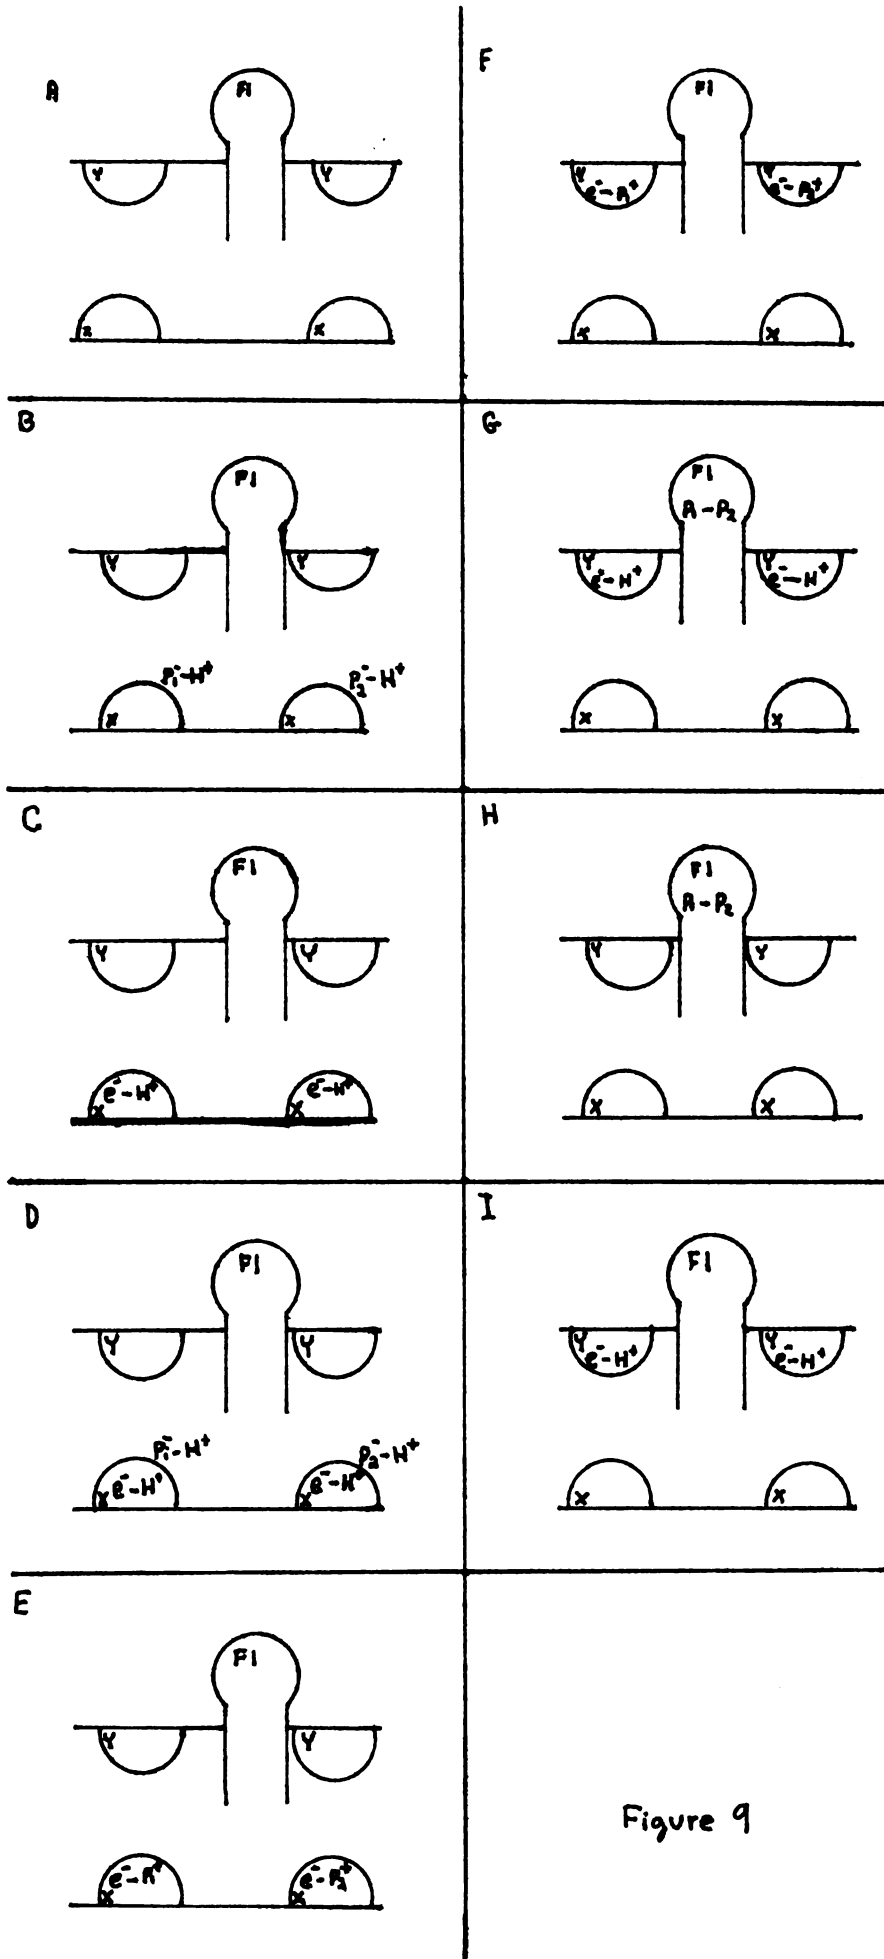 A
F1
Y Y
x x
B
F1
Y Y
P₁⁻-H⁺ P₂⁻-H⁺
x x
C
F1
Y Y
e⁻-H⁺ e⁻-H⁺
X X
D
F1
Y Y
P₁⁻-H⁺ P₂⁻-H⁺
e⁻-H⁺ e⁻-H⁺
X X
E
F1
Y Y
e⁻-P₁⁺ e⁻-P₂⁺
X X
F
F1
Y Y
e⁻-P₁⁺ e⁻-P₂⁺
x x
G
F1
P₁-P₂
Y Y
e⁻-H⁺ e⁻-H⁺
x x
H
F1
P₁-P₂
Y Y
x x
I
F1
Y Y
e⁻-H⁺ e⁻-H⁺
x x
Figure 9